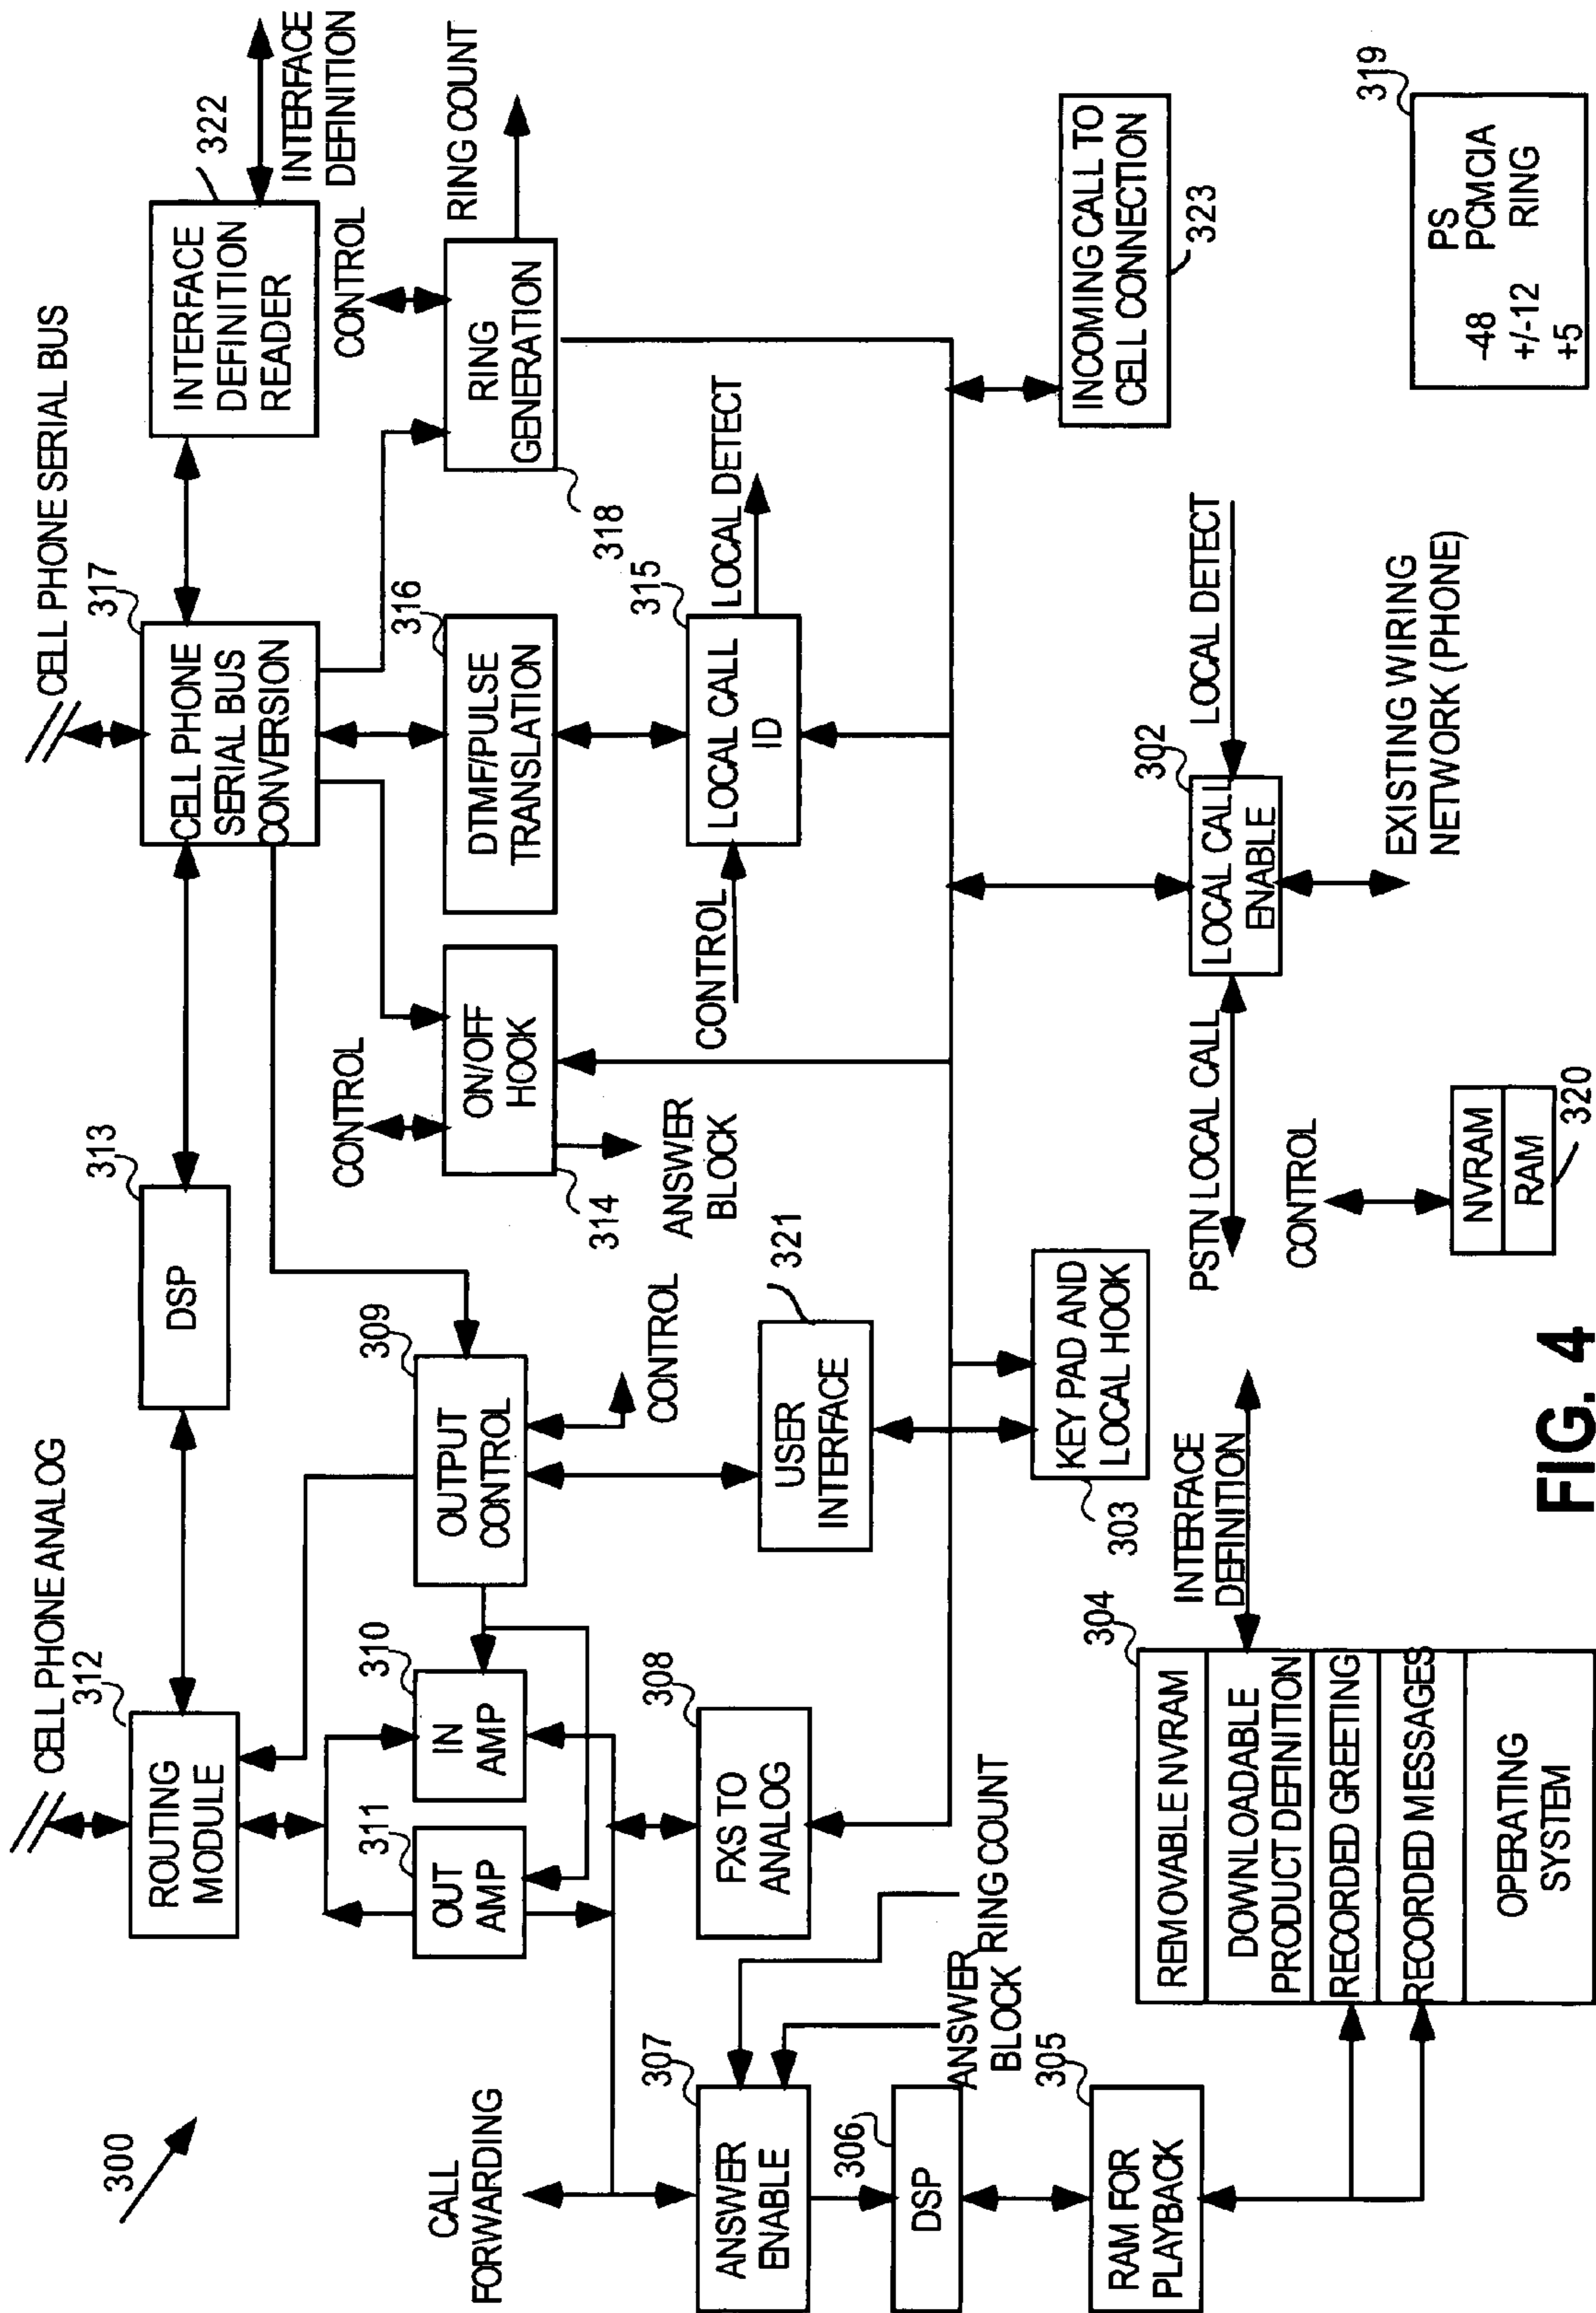 300
CELL PHONE ANALOG
CELL PHONE SERIAL BUS
312
ROUTING
MODULE
313
DSP
317
CELL PHONE
SERIAL BUS
CONVERSION
INTERFACE
DEFINITION
READER
322
INTERFACE
DEFINITION
CALL
FORWARDING
311
OUT
AMP
310
IN
AMP
309
OUTPUT
CONTROL
CONTROL
CONTROL
ON/OFF
HOOK
314
ANSWER
BLOCK
316
DTMF/PULSE
TRANSLATION
CONTROL
RING
GENERATION
318
RING COUNT
307
ANSWER
ENABLE
308
FXS TO
ANALOG
USER
INTERFACE
321
CONTROL
315
LOCAL CALL
ID
LOCAL DETECT
306
DSP
ANSWER
BLOCK
RING COUNT
305
RAM FOR
PLAYBACK
KEY PAD AND
LOCAL HOOK
303
INCOMING CALL TO
CELL CONNECTION
323
304
REMOVABLE NVRAM
DOWNLOADABLE
PRODUCT DEFINITION
RECORDED GREETING
RECORDED MESSAGES
OPERATING
SYSTEM
INTERFACE
DEFINITION
PSTN LOCAL CALL
302
LOCAL CALL
ENABLE
LOCAL DETECT
EXISTING WIRING
NETWORK (PHONE)
CONTROL
NVRAM
RAM
320
319
PS
-48 PCMCIA
+/-12 RING
+5
FIG. 4